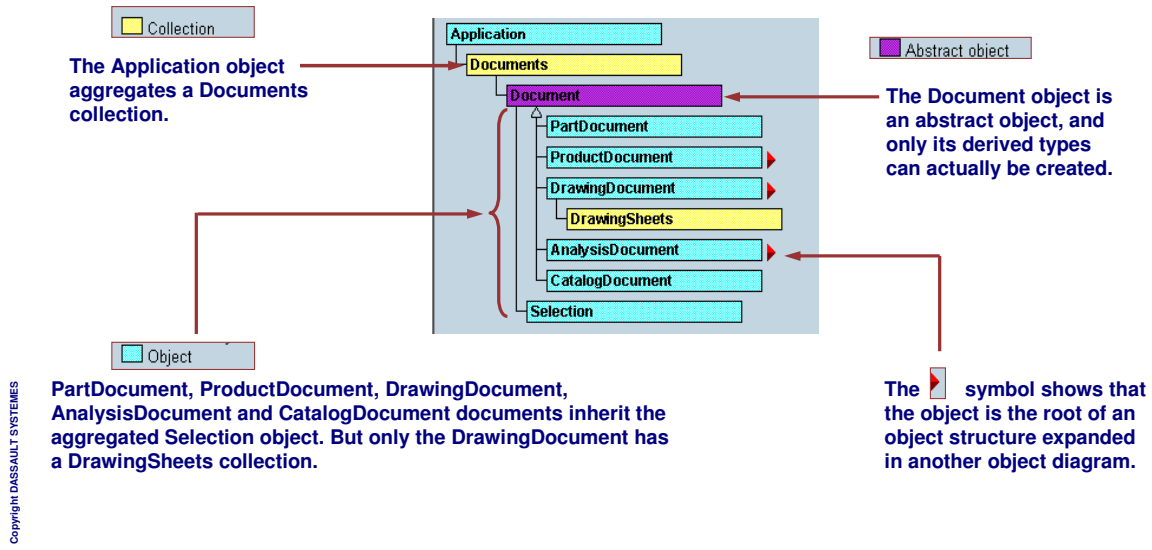 Collection
The Application object
aggregates a Documents
collection.
Application
Documents
Document
PartDocument
ProductDocument
DrawingDocument
DrawingSheets
AnalysisDocument
CatalogDocument
Selection
Abstract object
The Document object is
an abstract object, and
only its derived types
can actually be created.
Object
PartDocument, ProductDocument, DrawingDocument,
AnalysisDocument and CatalogDocument documents inherit the
aggregated Selection object. But only the DrawingDocument has
a DrawingSheets collection.
The symbol shows that
the object is the root of an
object structure expanded
in another object diagram.
Copyright DASSAULT SYSTEMES